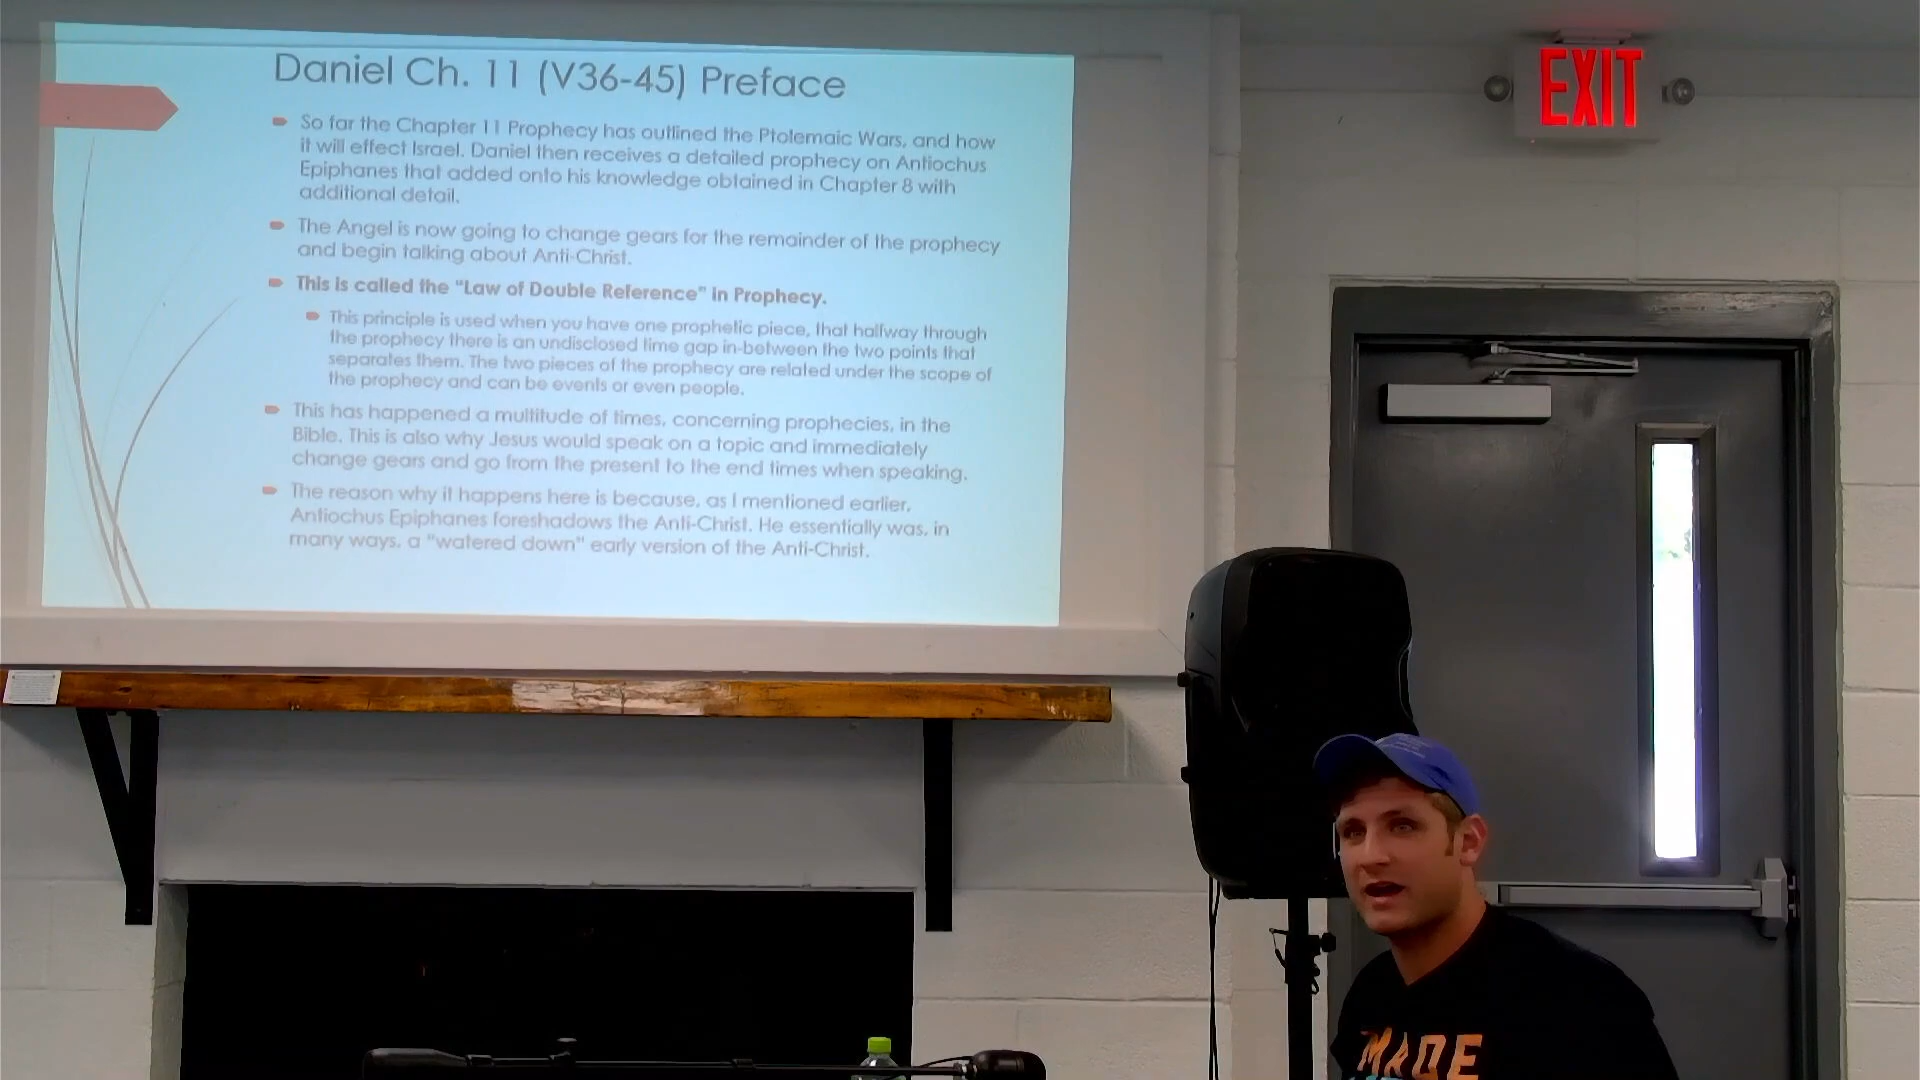 Daniel Ch. 11 (V36-45) Preface
So far the Chapter 11 Prophecy has outlined the Ptolemaic Wars, and how
it will effect Israel. Daniel then receives a detailed prophecy on Antiochus
Epiphanes that added onto his knowledge obtained in Chapter 8 with
additional detail.
The Angel is now going to change gears for the remainder of the prophecy
and begin talking about Anti-Christ.
This is called the "Law of Double Reference" in Prophecy.
This principle is used when you have one prophetic piece, that halfway through
the prophecy there is an undisclosed time gap in-between the two points that
separates them. The two pieces of the prophecy are related under the scope of
the prophecy and can be events or even people.
This has happened a multitude of times, concerning prophecies, in the
Bible. This is also why Jesus would speak on a topic and immediately
change gears and go from the present to the end times when speaking.
The reason why it happens here is because, as I mentioned earlier,
Antiochus Epiphanes foreshadows the Anti-Christ. He essentially was, in
many ways, a "watered down" early version of the Anti-Christ.
EXIT
MADE